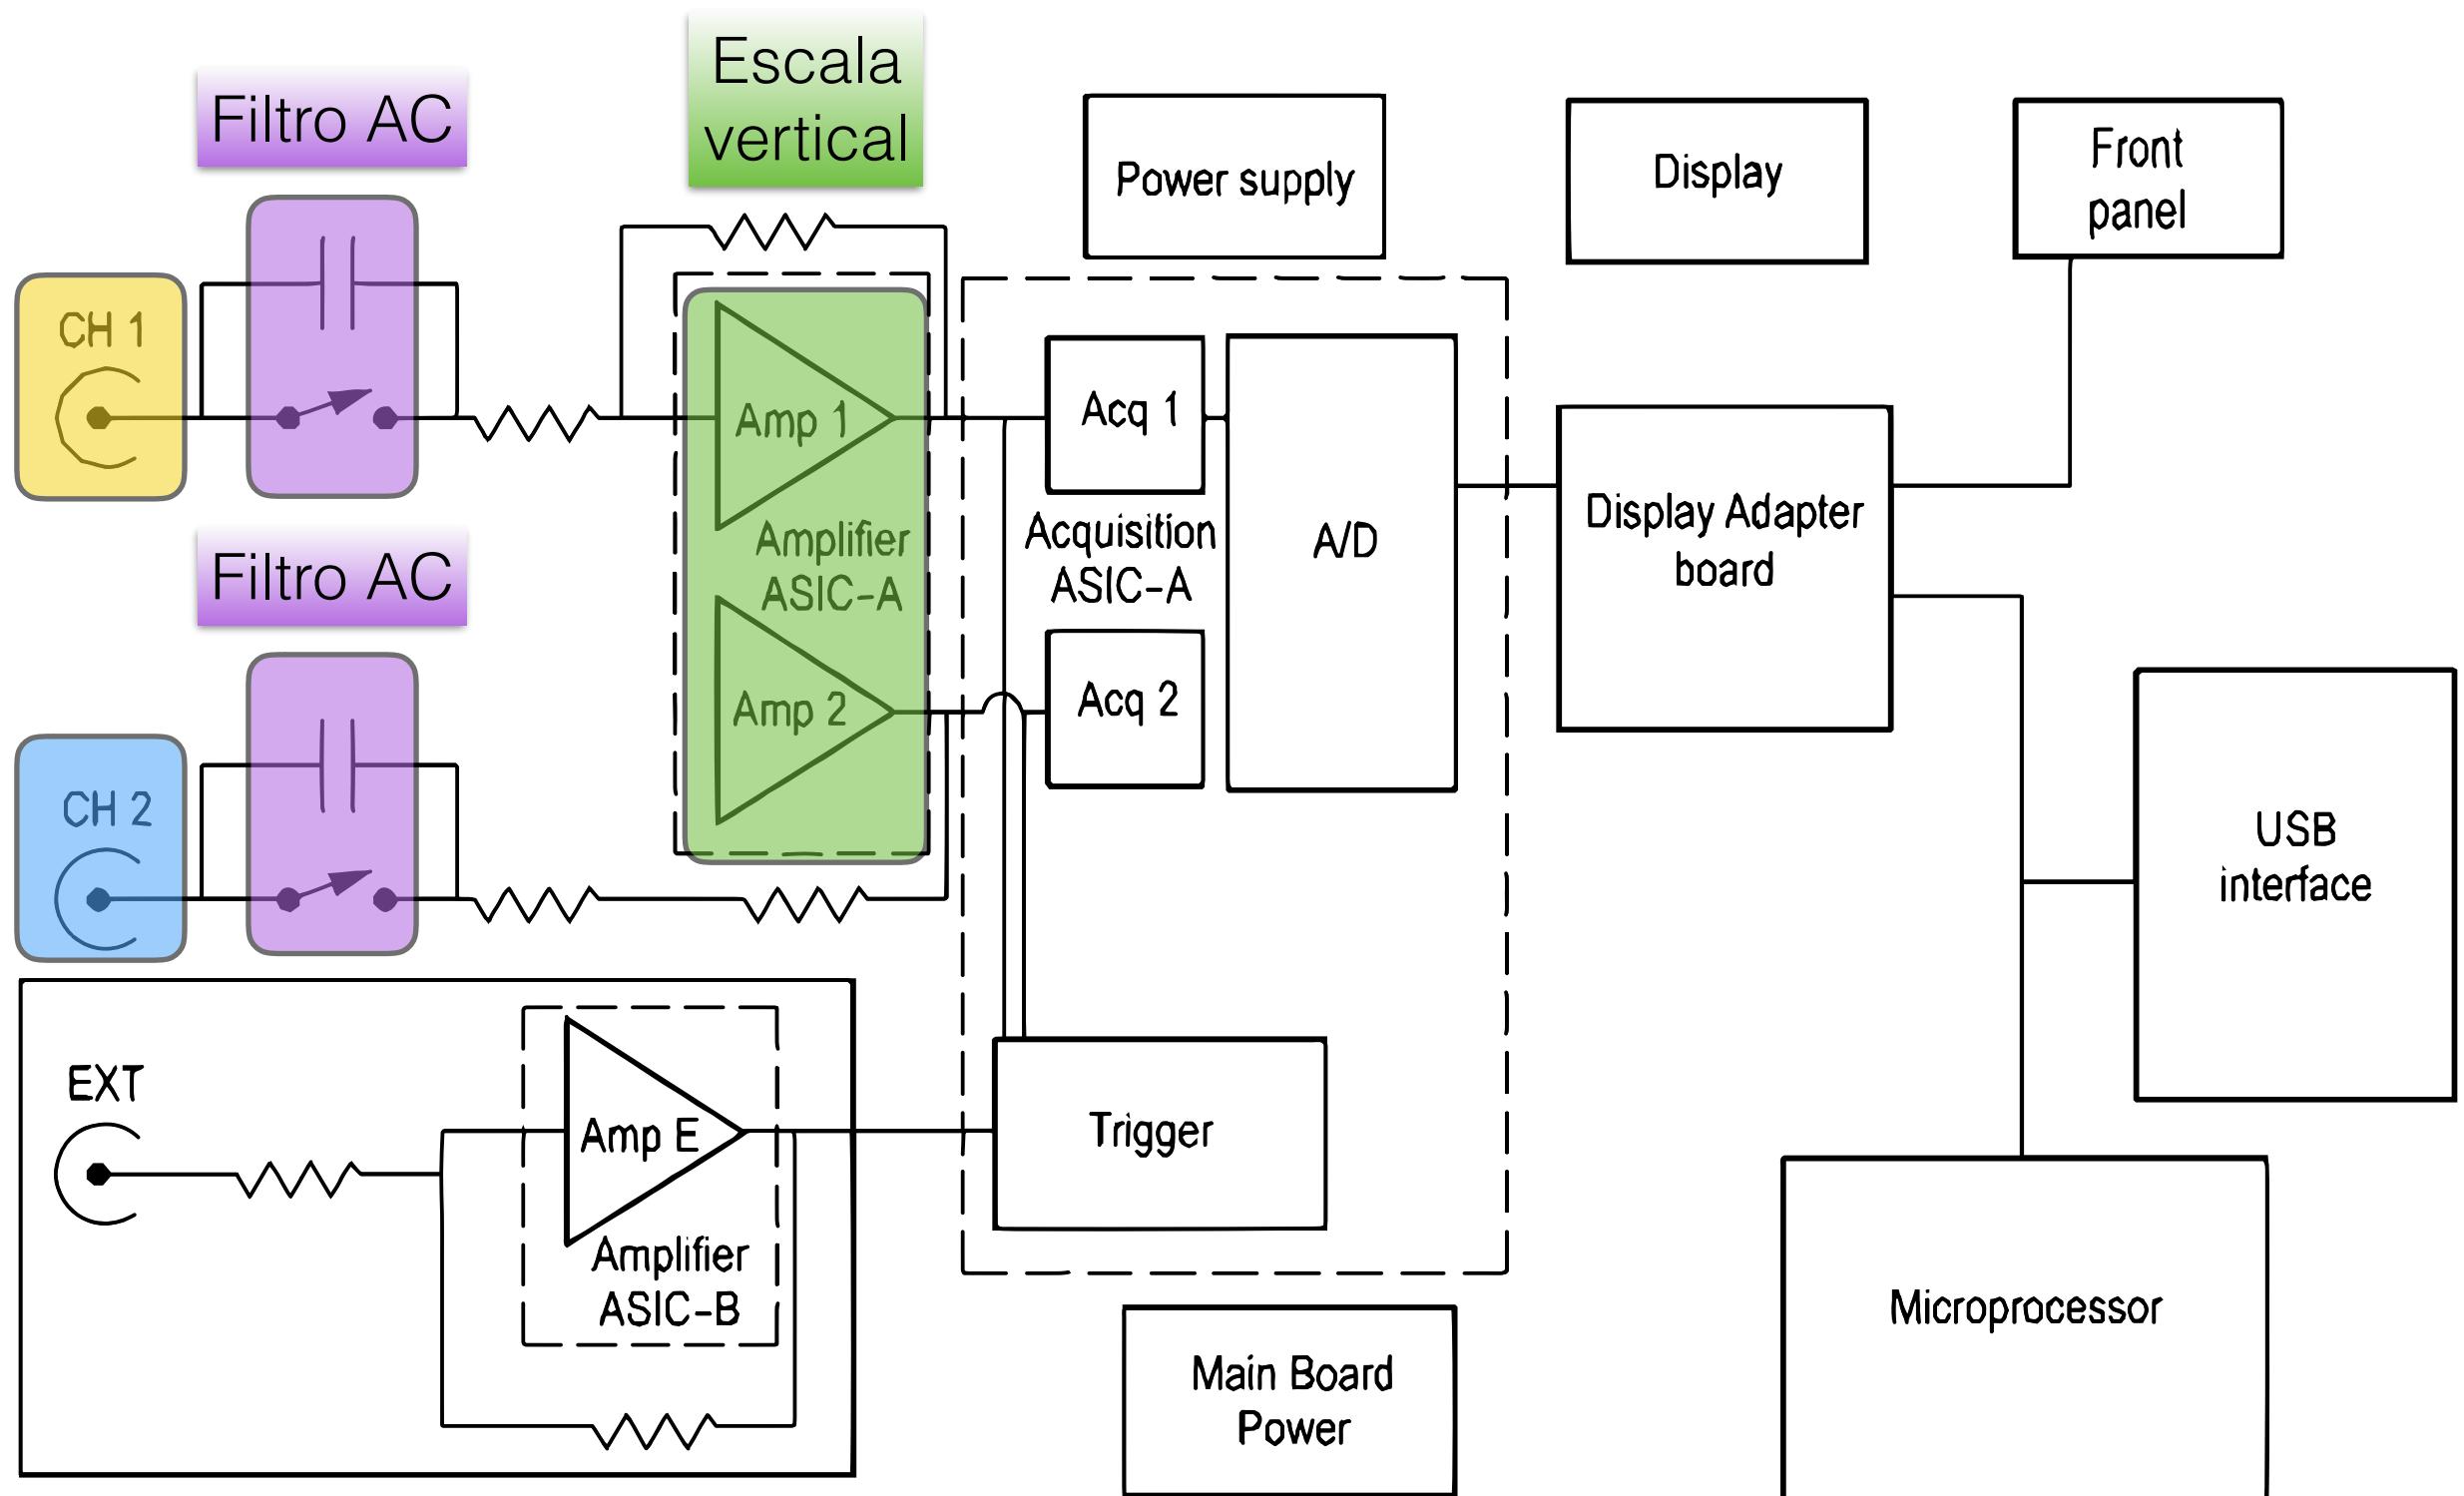 Escala
vertical
Filtro AC
Power supply
Display
Front
panel
CH 1
Amp 1
Acq 1
Amplifier
ASIC-A
Acquisition
ASIC-A
A/D
Display Adapter
board
Filtro AC
Amp 2
Acq 2
CH 2
USB
interface
EXT
Amp E
Trigger
Amplifier
ASIC-B
Main Board
Power
Microprocessor